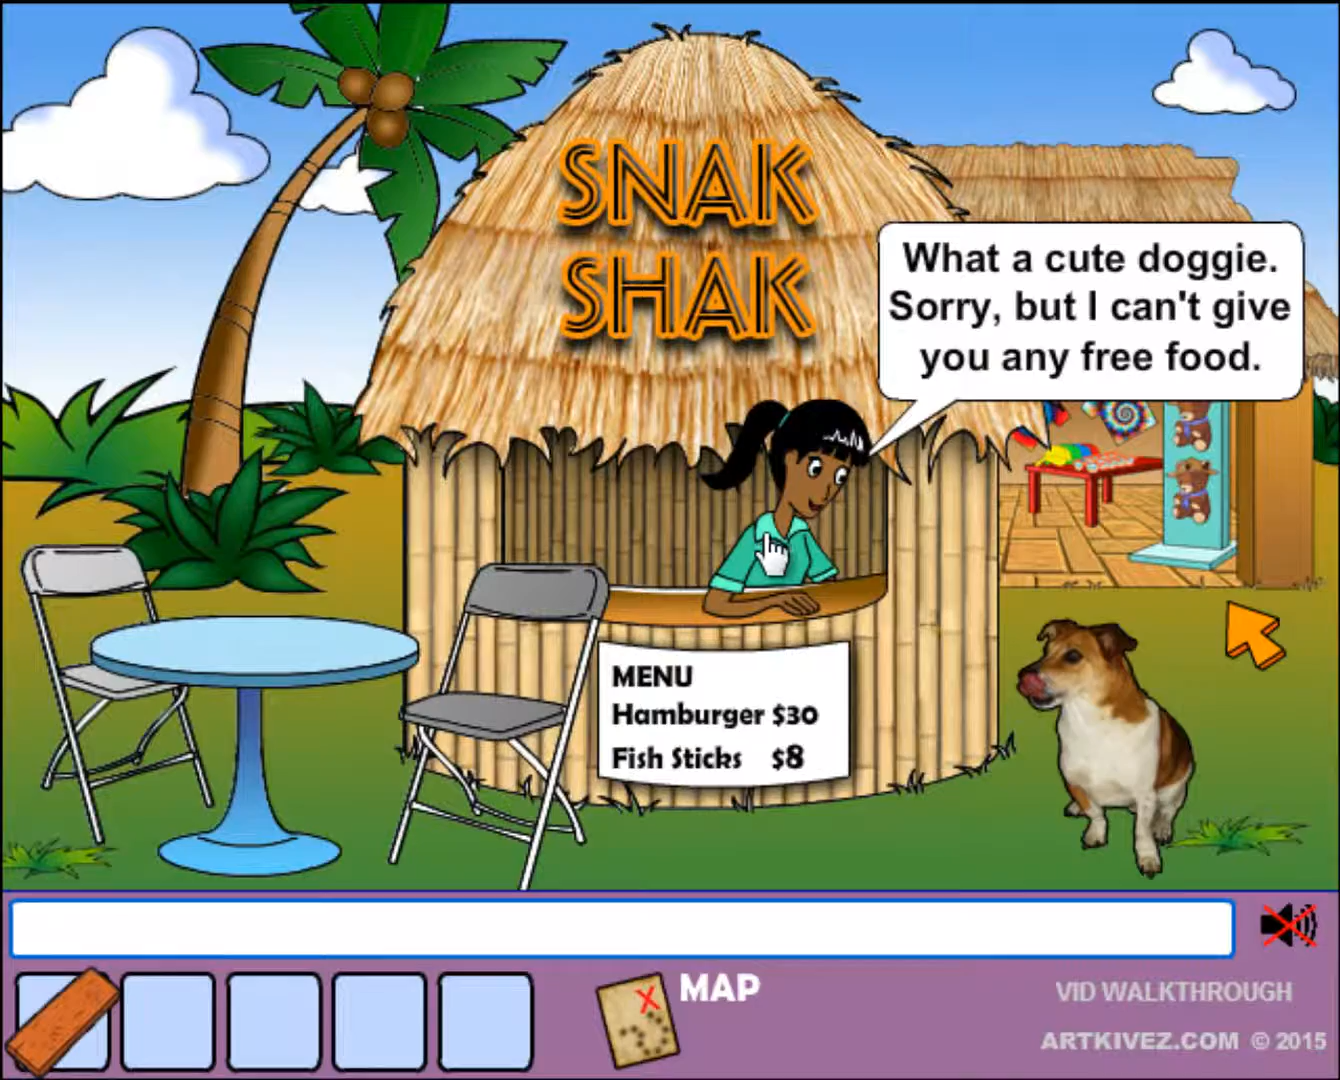 SNAK
SHAK
What a cute doggie.
Sorry, but I can't give
you any free food.
MENU
Hamburger $30
Fish Sticks $8
MAP
VID WALKTHROUGH
ARTKIVEZ.COM © 2015